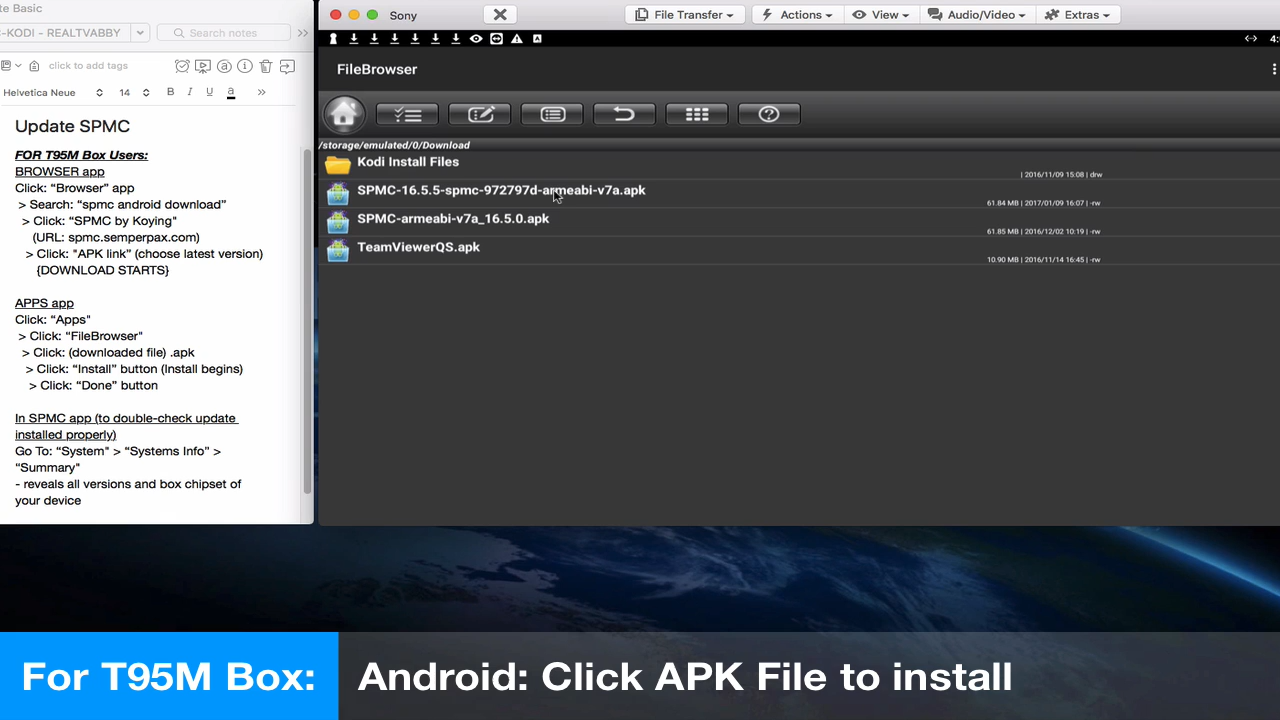 te Basic
C-KODI - REALTVABBY
Search notes
click to add tags
Helvetica Neue
14
B I U a
Update SPMC
FOR T95M Box Users:
BROWSER app
Click: “Browser” app
> Search: “spmc android download”
> Click: “SPMC by Koying”
(URL: spmc.semperpax.com)
> Click: “APK link” (choose latest version)
{DOWNLOAD STARTS}
APPS app
Click: “Apps”
> Click: “FileBrowser”
> Click: (downloaded file) .apk
> Click: “Install” button (Install begins)
> Click: “Done” button
In SPMC app (to double-check update
installed properly)
Go To: “System” > “Systems Info” >
“Summary”
- reveals all versions and box chipset of
your device
Sony
File Transfer
Actions
View
Audio/Video
Extras
4:
FileBrowser
/storage/emulated/0/Download
Kodi Install Files
| 2016/11/09 15:08 | drw
SPMC-16.5.5-spmc-972797d-armeabi-v7a.apk
61.84 MB | 2017/01/09 16:07 | -rw
SPMC-armeabi-v7a_16.5.0.apk
61.85 MB | 2016/12/02 10:19 | -rw
TeamViewerQS.apk
10.90 MB | 2016/11/14 16:45 | -rw
For T95M Box:
Android: Click APK File to install